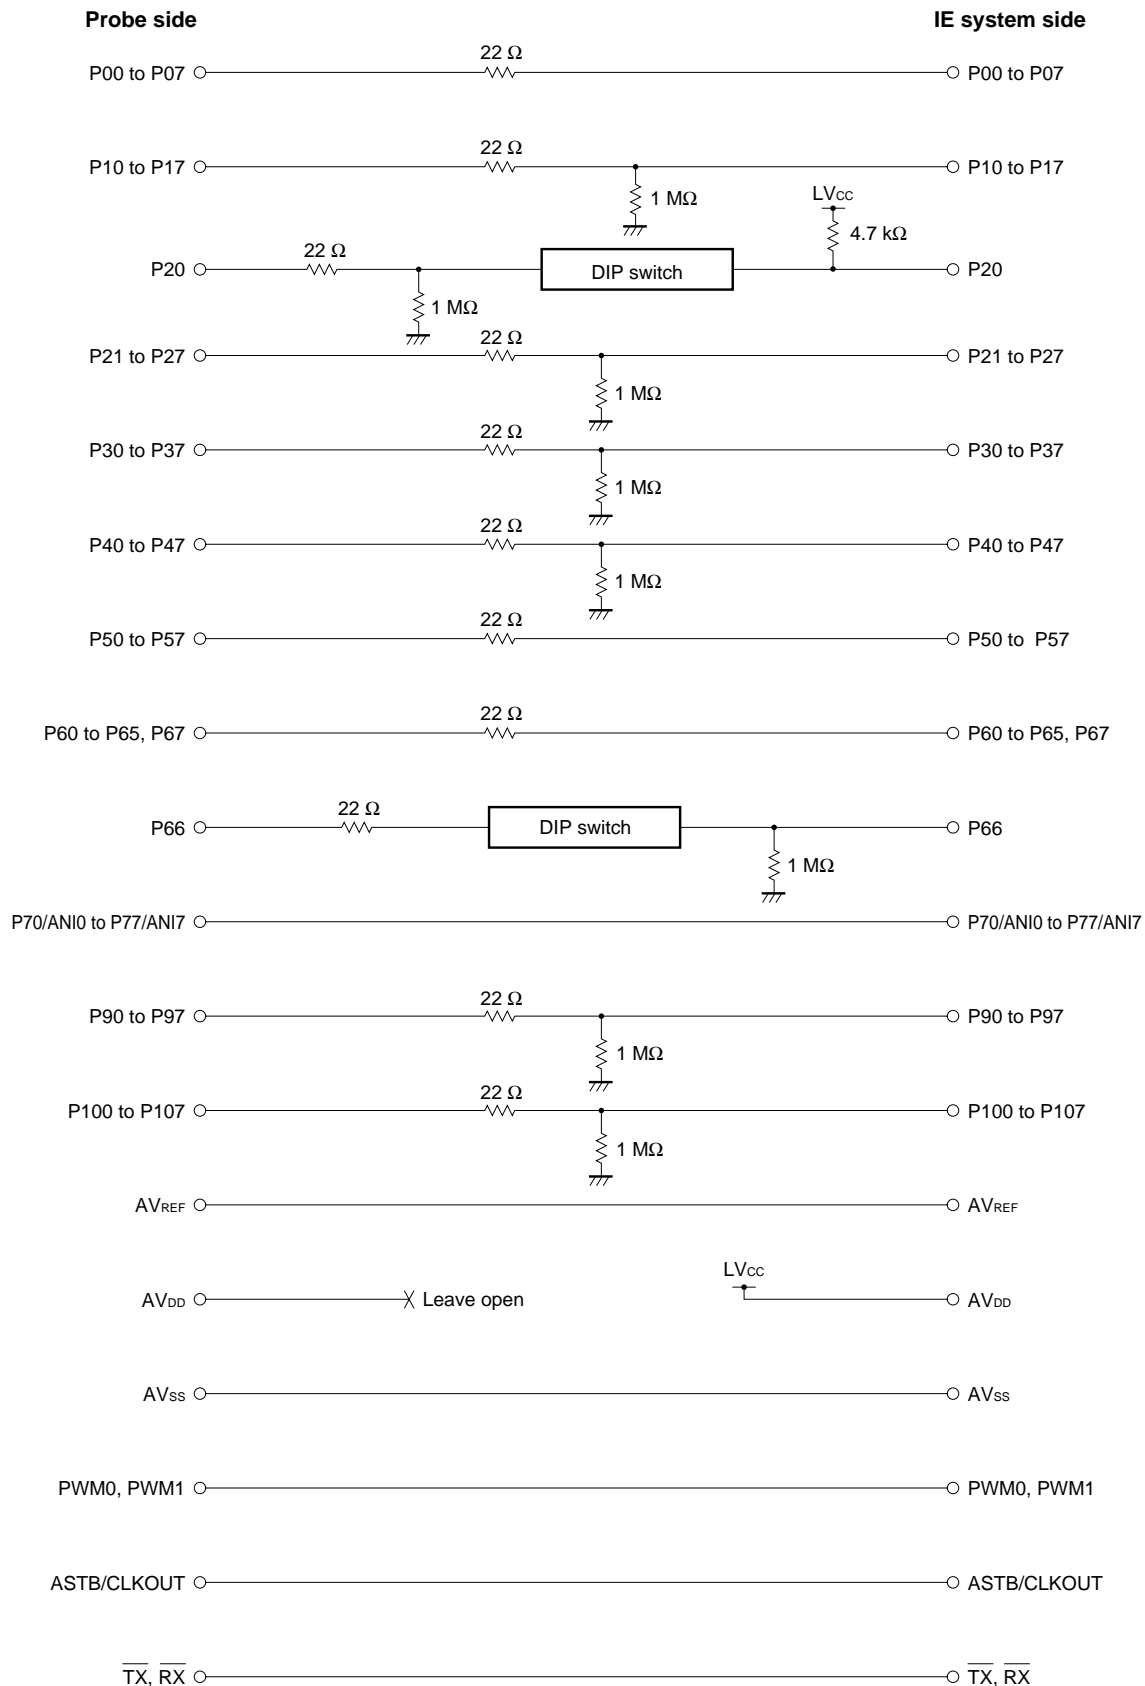 Probe side IE system side
22 Ω
P00 to P07 P00 to P07
22 Ω
P10 to P17 P10 to P17
1 MΩ
LVCC
4.7 kΩ
22 Ω
P20 DIP switch P20
1 MΩ
22 Ω
P21 to P27 P21 to P27
1 MΩ
22 Ω
P30 to P37 P30 to P37
1 MΩ
22 Ω
P40 to P47 P40 to P47
1 MΩ
22 Ω
P50 to P57 P50 to P57
22 Ω
P60 to P65, P67 P60 to P65, P67
22 Ω
P66 DIP switch P66
1 MΩ
P70/ANI0 to P77/ANI7 P70/ANI0 to P77/ANI7
22 Ω
P90 to P97 P90 to P97
1 MΩ
22 Ω
P100 to P107 P100 to P107
1 MΩ
AVREF AVREF
LVCC
AVDD Leave open AVDD
AVSS AVSS
PWM0, PWM1 PWM0, PWM1
ASTB/CLKOUT ASTB/CLKOUT
T̅X̅, R̅X̅ T̅X̅, R̅X̅